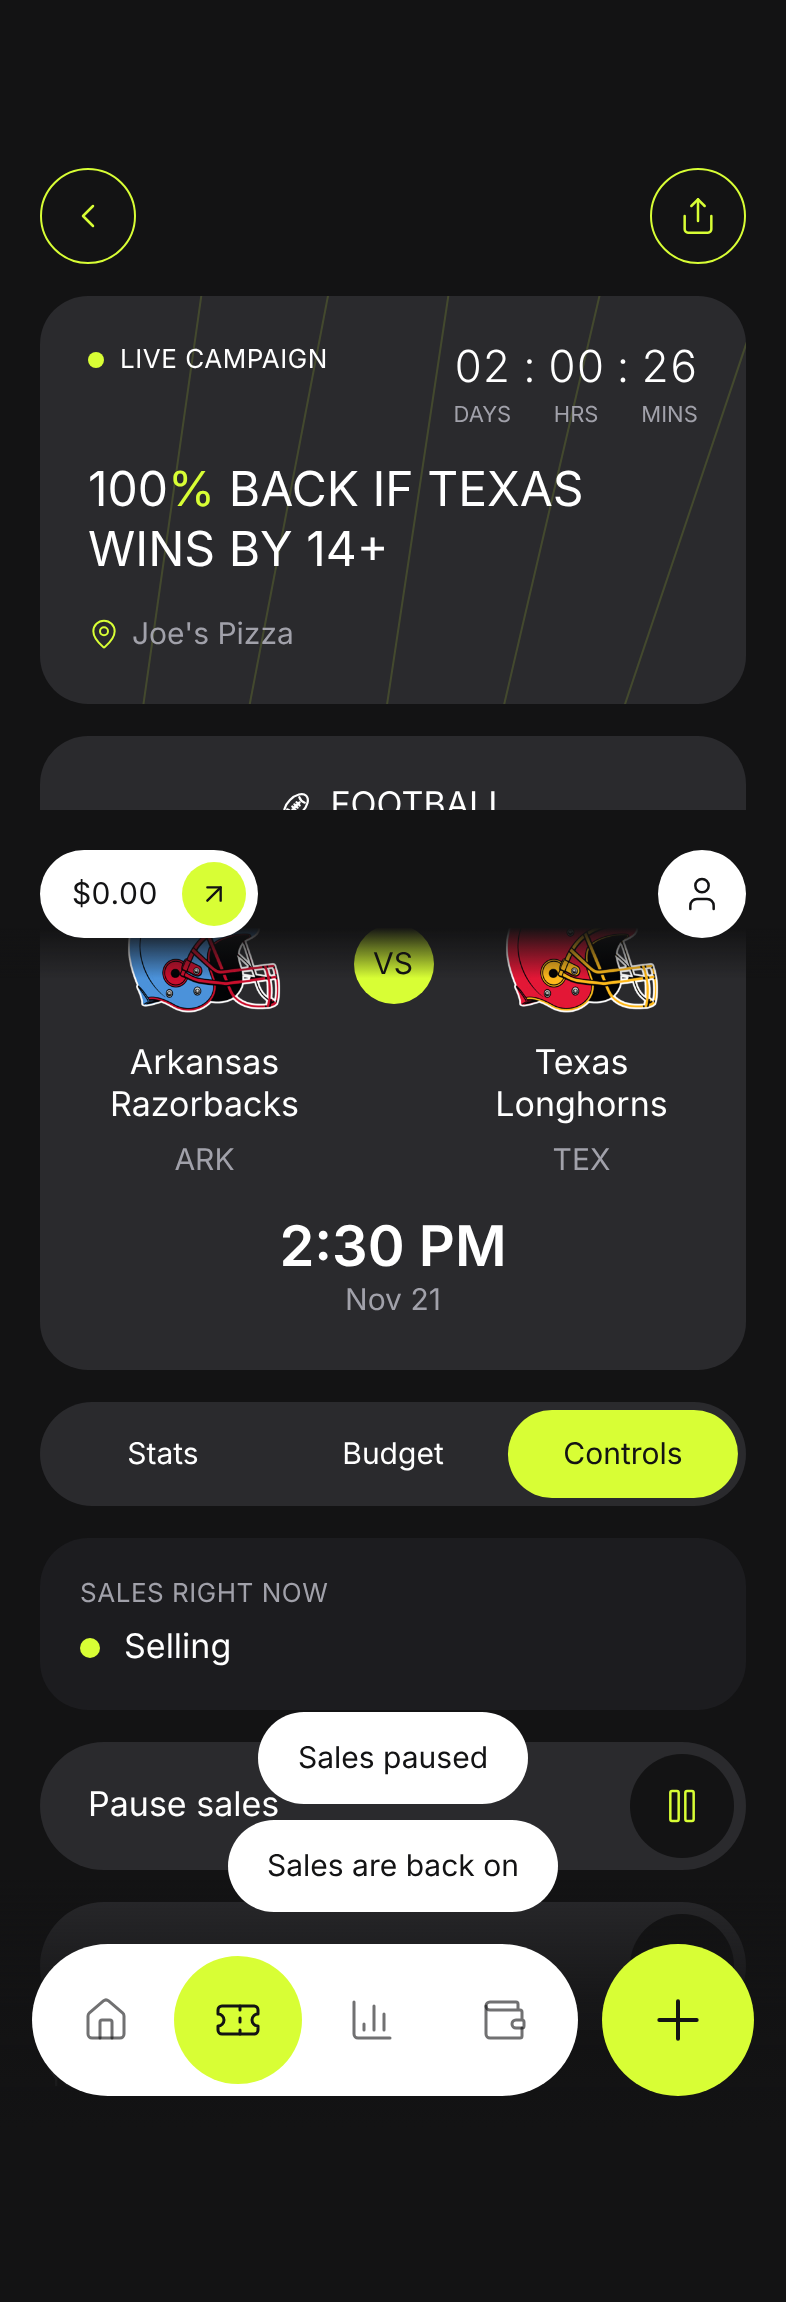 LIVE CAMPAIGN
02 : 00 : 26
DAYS HRS MINS
100% BACK IF TEXAS
WINS BY 14+
Joe's Pizza
FOOTBALL
$0.00
VS
Arkansas
Razorbacks
ARK
Texas
Longhorns
TEX
2:30 PM
Nov 21
Stats
Budget
Controls
SALES RIGHT NOW
Selling
Sales paused
Pause sales
Sales are back on